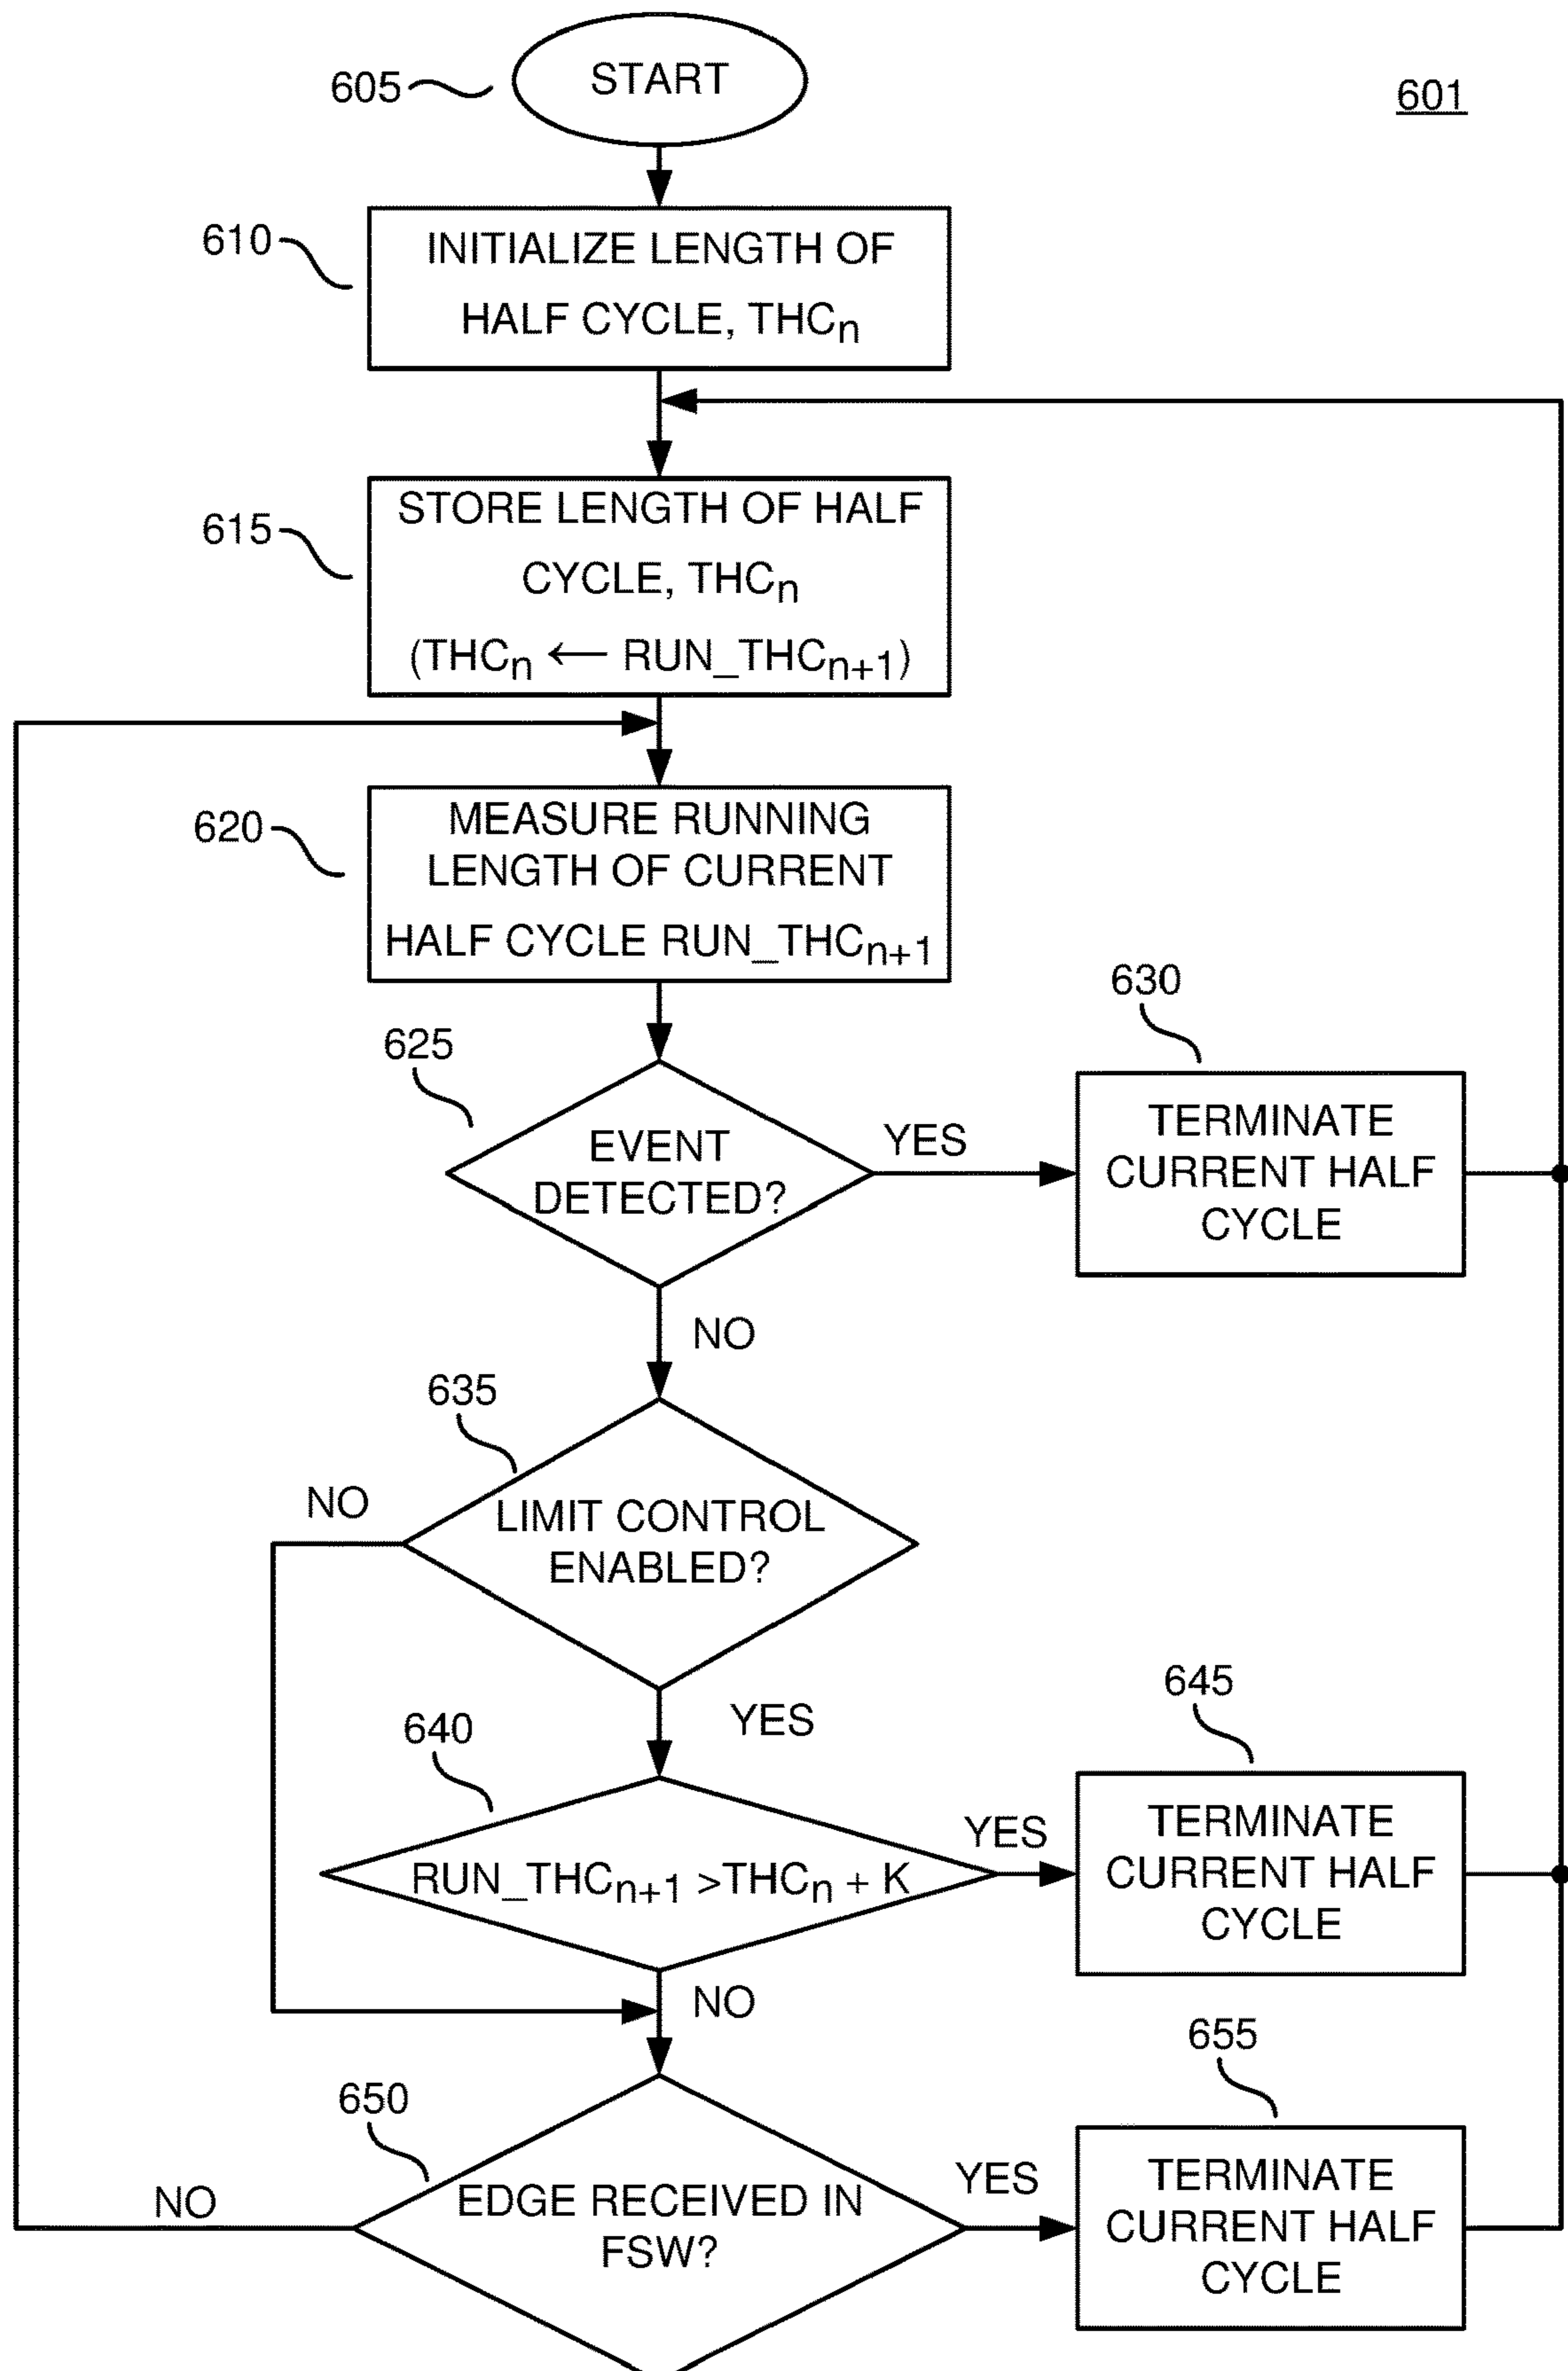 START
605
601
610
INITIALIZE LENGTH OF
HALF CYCLE, THCn
615
STORE LENGTH OF HALF
CYCLE, THCn
(THCn ← RUN_THCn+1)
620
MEASURE RUNNING
LENGTH OF CURRENT
HALF CYCLE RUN_THCn+1
625
EVENT
DETECTED?
YES
630
TERMINATE
CURRENT HALF
CYCLE
NO
635
NO
LIMIT CONTROL
ENABLED?
YES
640
RUN_THCn+1 >THCn + K
YES
645
TERMINATE
CURRENT HALF
CYCLE
NO
650
NO
EDGE RECEIVED IN
FSW?
YES
655
TERMINATE
CURRENT HALF
CYCLE